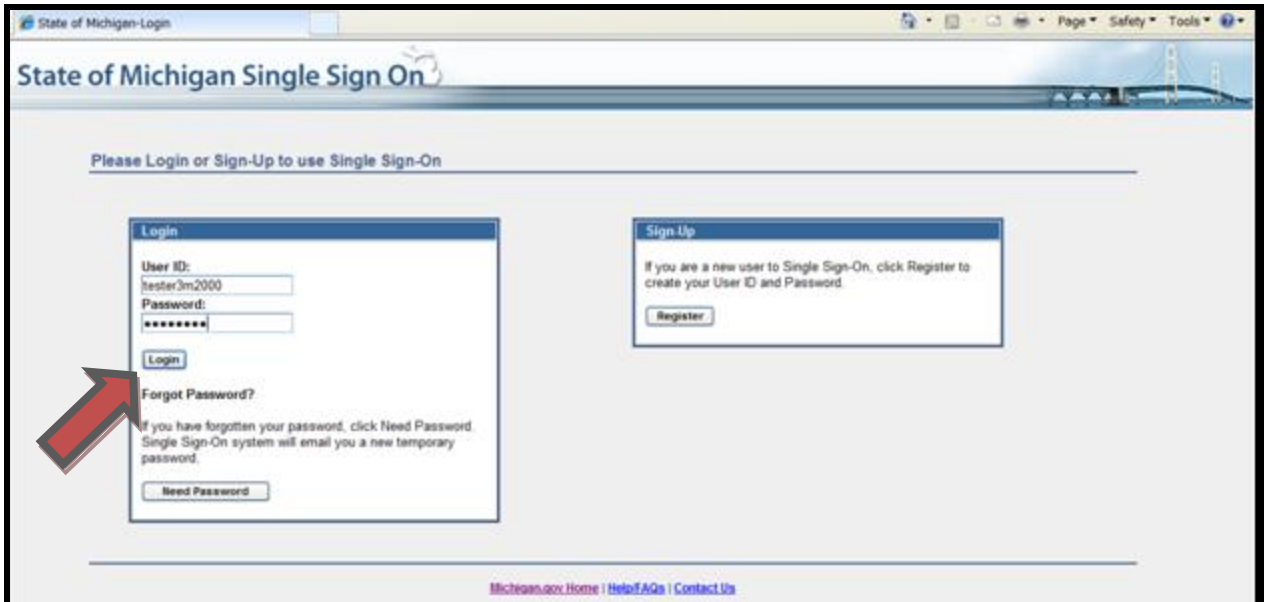 State of Michigan-Login
Page Safety Tools
State of Michigan Single Sign On
Please Login or Sign-Up to use Single Sign-On
Login
User ID:
tester3m2000
Password:
••••••••
Login
Forgot Password?
If you have forgotten your password, click Need Password.
Single Sign-On system will email you a new temporary
password.
Need Password
Sign-Up
If you are a new user to Single Sign-On, click Register to
create your User ID and Password.
Register
Michigan.gov Home | Help/FAQs | Contact Us